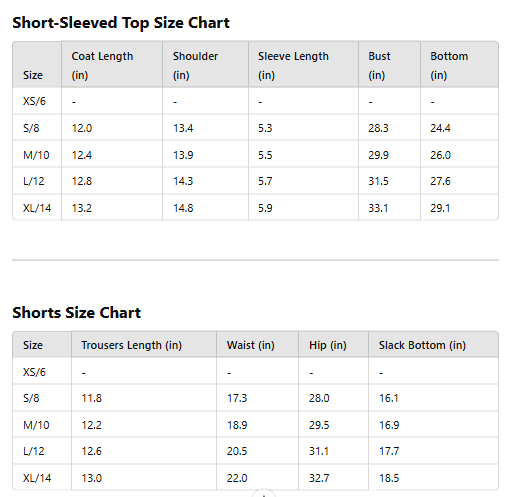 Short-Sleeved Top Size Chart
Size Coat Length (in) Shoulder (in) Sleeve Length (in) Bust (in) Bottom (in)
XS/6 - - - - -
S/8 12.0 13.4 5.3 28.3 24.4
M/10 12.4 13.9 5.5 29.9 26.0
L/12 12.8 14.3 5.7 31.5 27.6
XL/14 13.2 14.8 5.9 33.1 29.1
Shorts Size Chart
Size Trousers Length (in) Waist (in) Hip (in) Slack Bottom (in)
XS/6 - - - -
S/8 11.8 17.3 28.0 16.1
M/10 12.2 18.9 29.5 16.9
L/12 12.6 20.5 31.1 17.7
XL/14 13.0 22.0 32.7 18.5